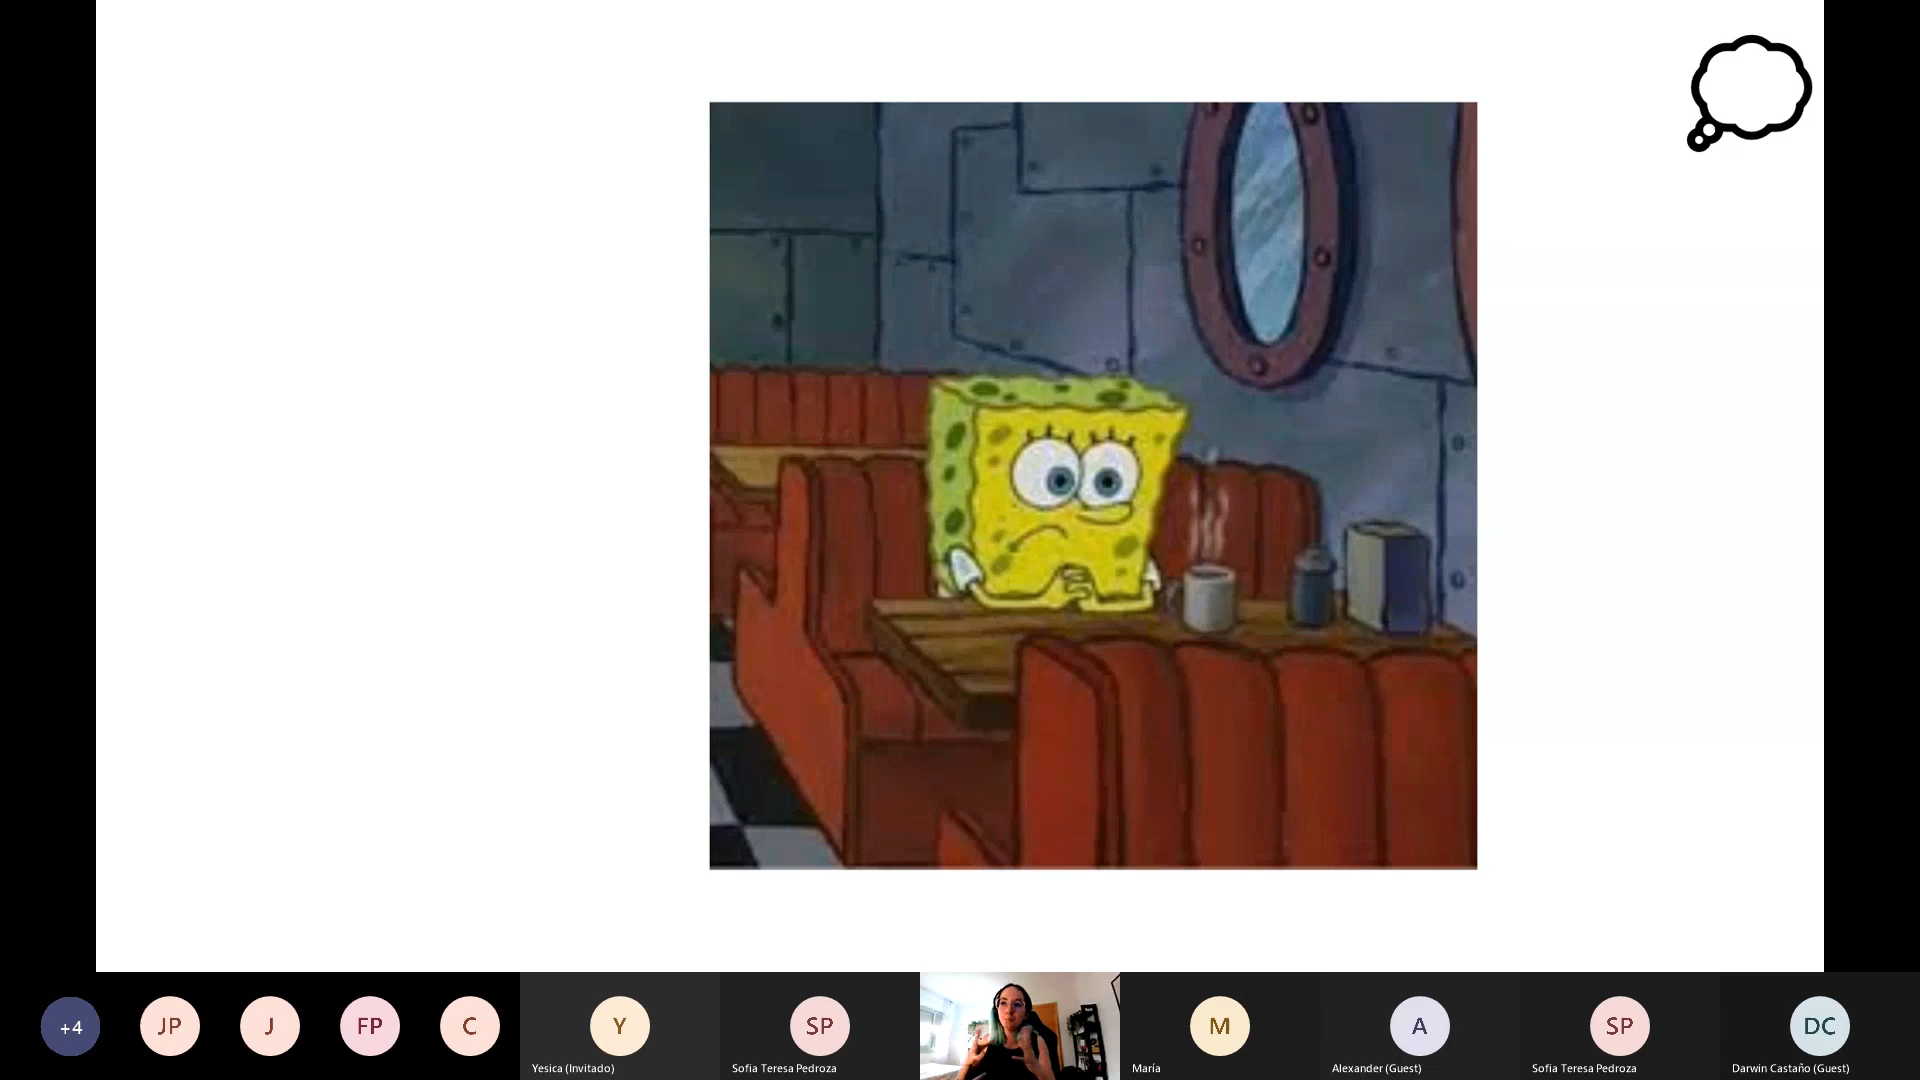 +4
JP
J
FP
C
Y
SP
M
A
SP
DC
Yesica (Invitado)
Sofia Teresa Pedroza
María
Alexander (Guest)
Sofia Teresa Pedroza
Darwin Castaño (Guest)